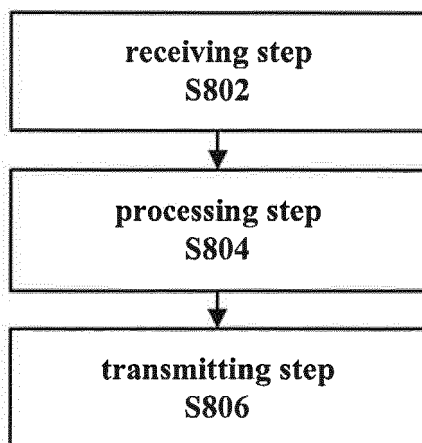 receiving step
S802
processing step
S804
transmitting step
S806